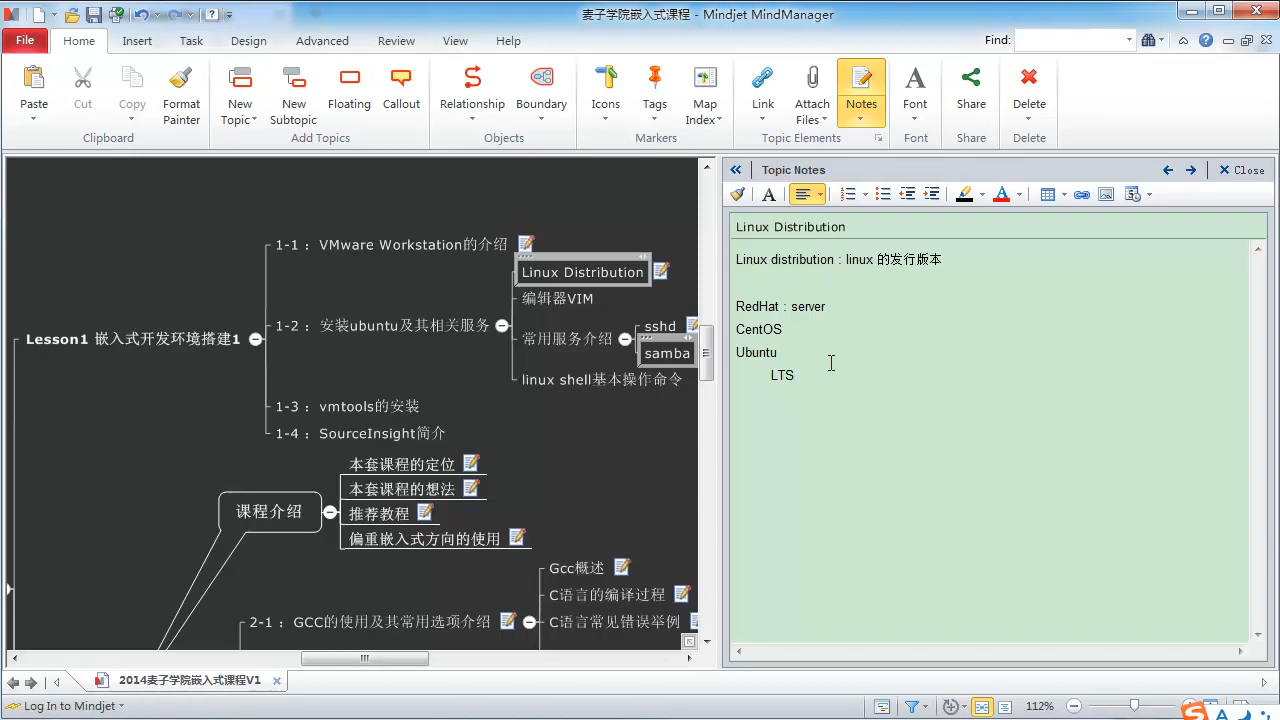 麦子学院嵌入式课程 - Mindjet MindManager
File Home Insert Task Design Advanced Review View Help Find:
Paste Cut Copy Format Painter New Topic New Subtopic Floating Callout Relationship Boundary Icons Tags Map Index Link Attach Files Notes Font Share Delete
Clipboard Add Topics Objects Markers Topic Elements Font Share Delete
Topic Notes Close
Linux Distribution
Linux distribution : linux 的发行版本
RedHat : server
CentOS
Ubuntu
LTS
1-1 : VMware Workstation的介绍
Linux Distribution
编辑器VIM
1-2 : 安装ubuntu及其相关服务
sshd
常用服务介绍
Lesson1 嵌入式开发环境搭建1
samba
linux shell基本操作命令
1-3 : vmtools的安装
1-4 : SourceInsight简介
本套课程的定位
本套课程的想法
课程介绍
推荐教程
偏重嵌入式方向的使用
Gcc概述
C语言的编译过程
2-1 : GCC的使用及其常用选项介绍
C语言常见错误举例
2014麦子学院嵌入式课程V1
Log In to Mindjet
112%